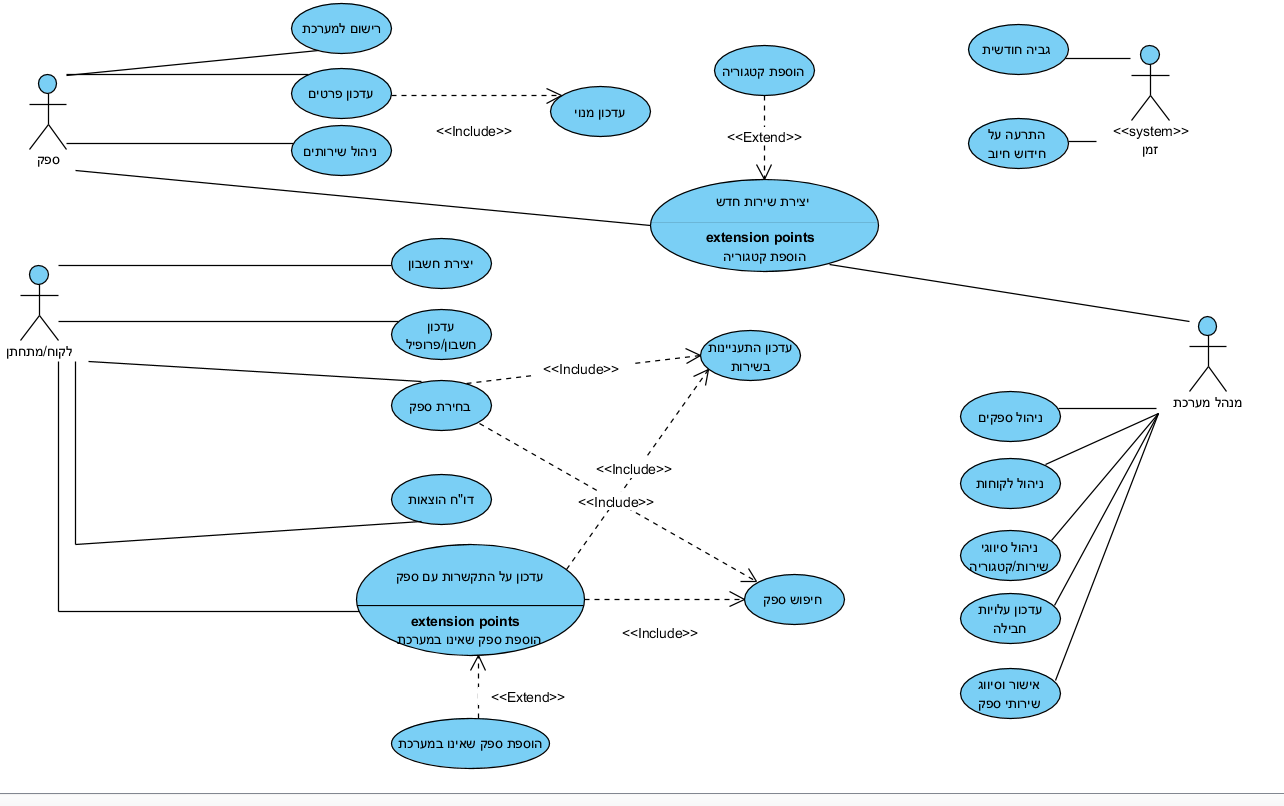 רישום למערכת
עדכון פרטים
ניהול שירותים
ספק
<<Include>>
עדכון מנוי
הוספת קטגוריה
<<Extend>>
יצירת שירות חדש
extension points
הוספת קטגוריה
גביה חודשית
התרעה על
חידוש חיוב
<<system>>
זמן
יצירת חשבון
עדכון
חשבון/פרופיל
לקוח/מתחתן
בחירת ספק
<<Include>>
עדכון התעניינות
בשירות
<<Include>>
<<Include>>
דו"ח הוצאות
עדכון על התקשרות עם ספק
extension points
הוספת ספק שאינו במערכת
<<Include>>
חיפוש ספק
<<Extend>>
הוספת ספק שאינו במערכת
מנהל מערכת
ניהול ספקים
ניהול לקוחות
ניהול סיווגי
שירות/קטגוריה
עדכון עלויות
חבילה
אישור וסיווג
שירותי ספק